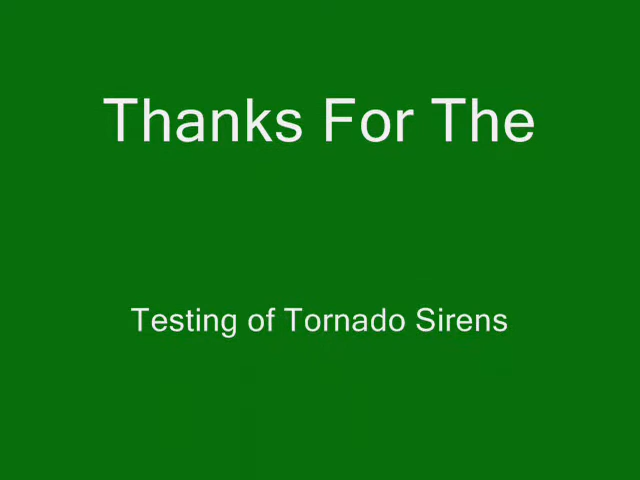 Thanks For The
Testing of Tornado Sirens